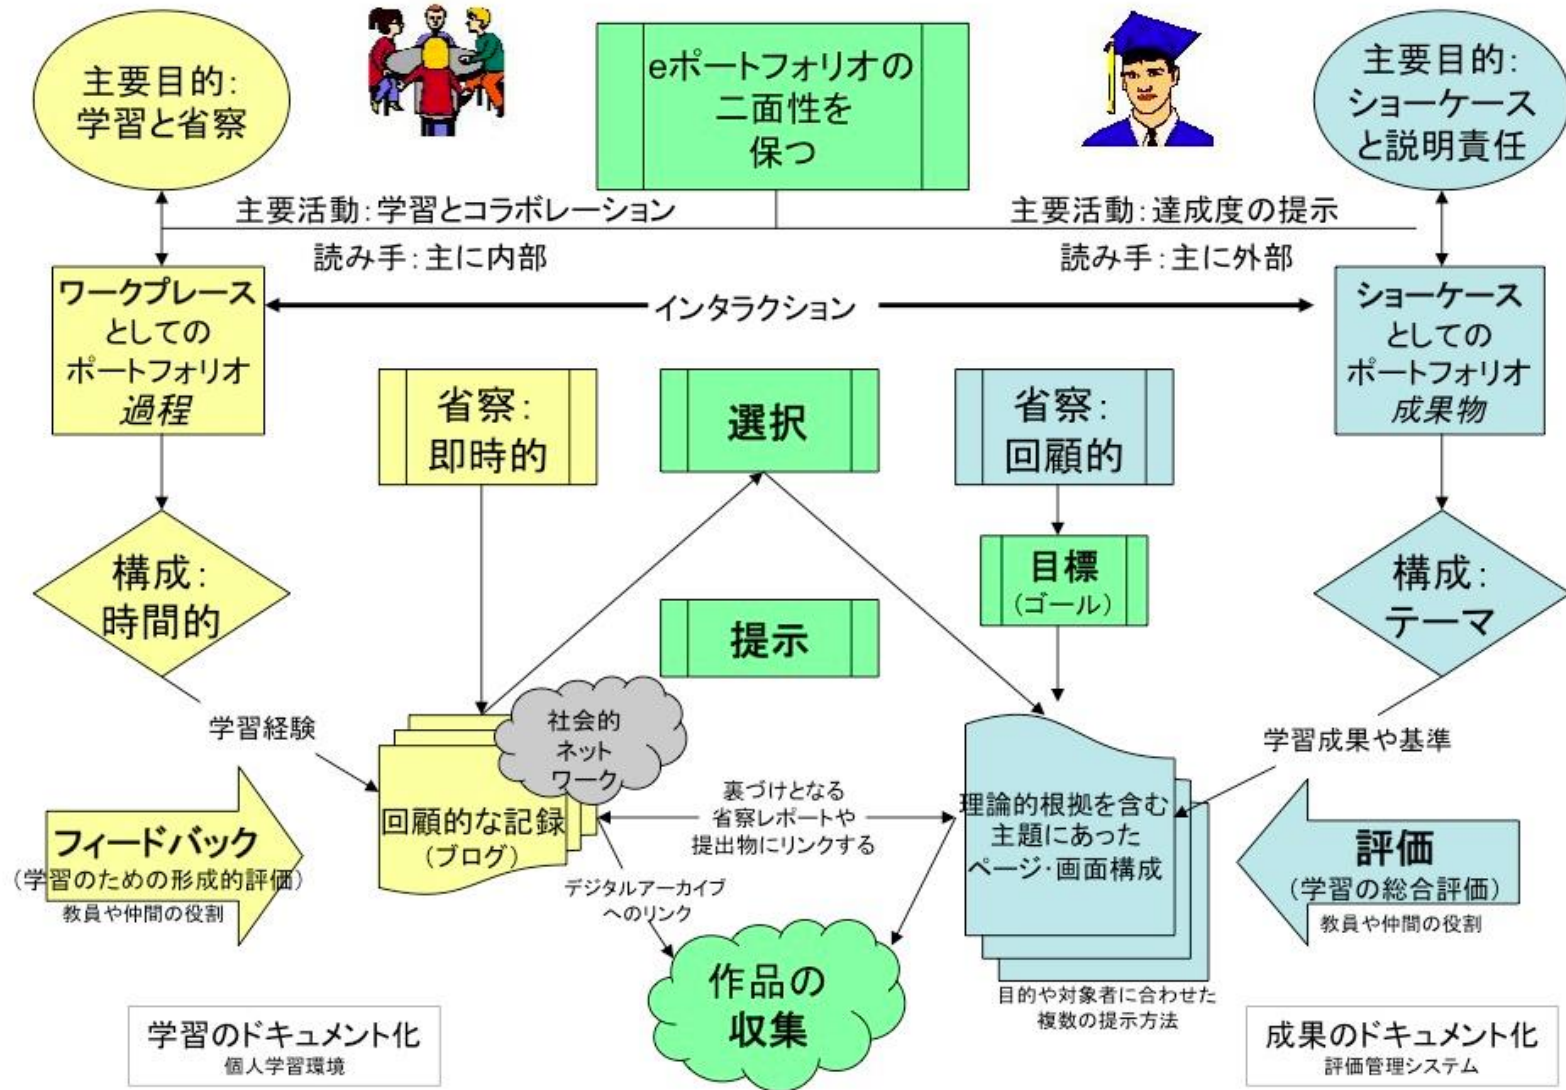 主要目的：
学習と省察
eポートフォリオの
二面性を
保つ
主要目的：
ショーケース
と説明責任
主要活動：学習とコラボレーション
主要活動：達成度の提示
読み手：主に内部
読み手：主に外部
ワークプレース
としての
ポートフォリオ
過程
インタラクション
ショーケース
としての
ポートフォリオ
成果物
省察：
即時的
選択
省察：
回顧的
構成：
時間的
目標
（ゴール）
構成：
テーマ
提示
学習経験
社会的
ネット
ワーク
学習成果や基準
回顧的な記録
（ブログ）
裏づけとなる
省察レポートや
提出物にリンクする
理論的根拠を含む
主題にあった
ページ・画面構成
フィードバック
（学習のための形成的評価）
教員や仲間の役割
評価
（学習の総合評価）
教員や仲間の役割
デジタルアーカイブ
へのリンク
作品の
収集
目的や対象者に合わせた
複数の提示方法
学習のドキュメント化
個人学習環境
成果のドキュメント化
評価管理システム